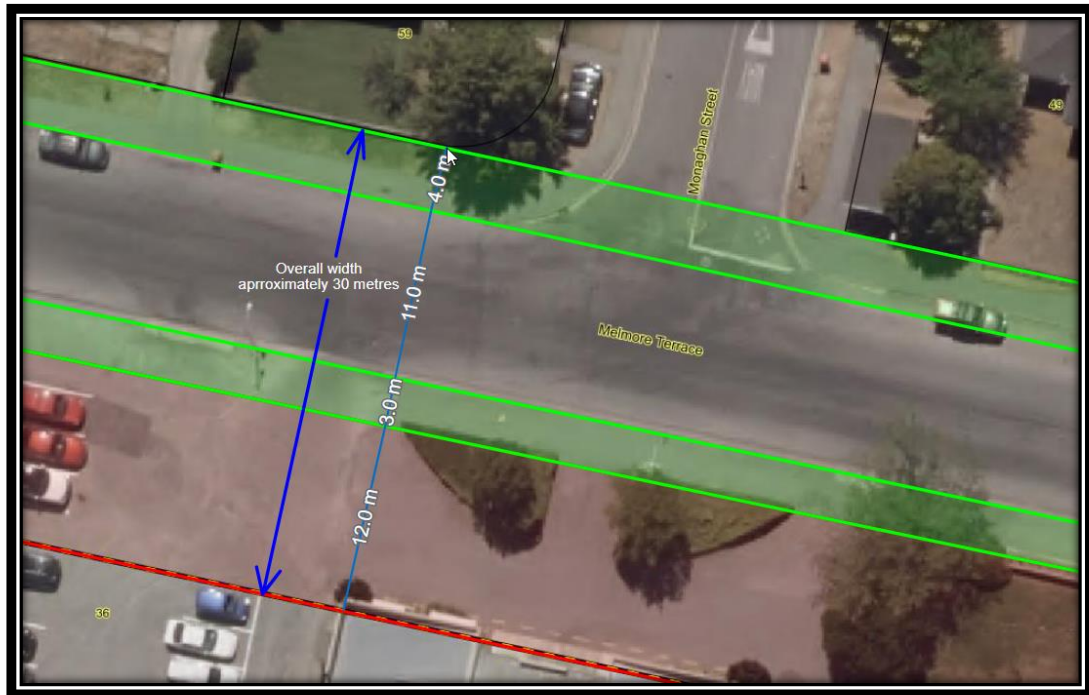 59
49
Monaghan Street
4.0 m
Overall width
aprroximately 30 metres
11.0 m
Melmore Terrace
3.0 m
12.0 m
36